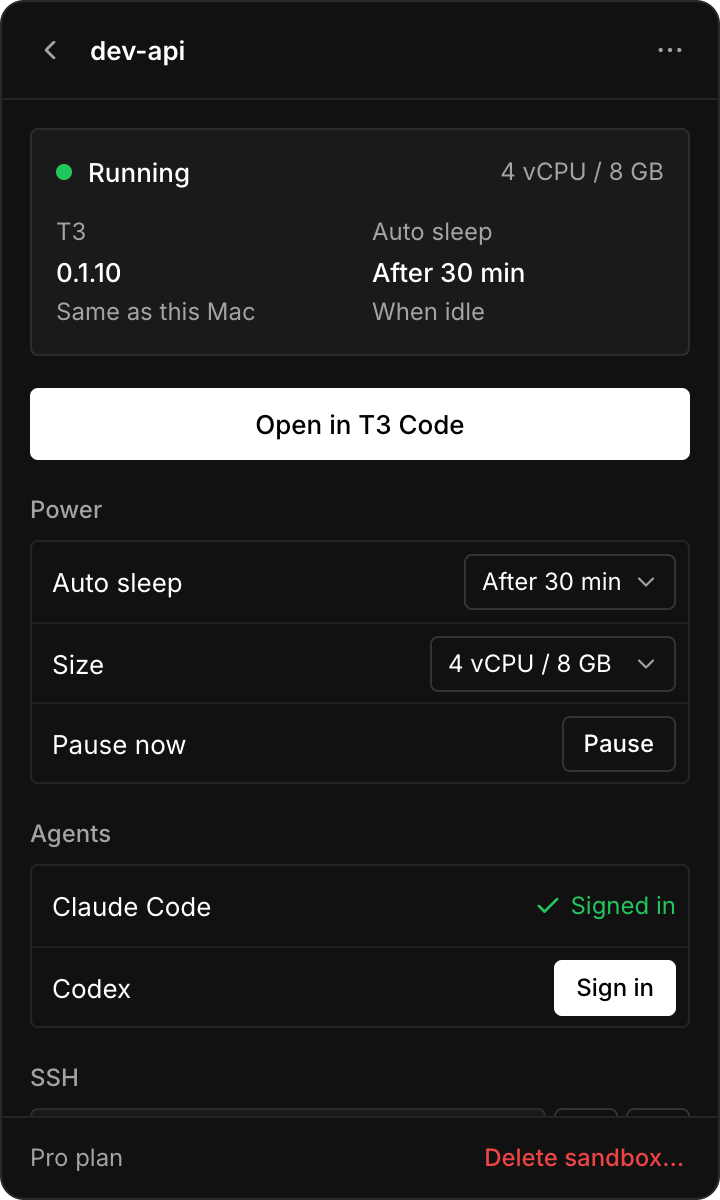 dev-api
Running
4 vCPU / 8 GB
T3
Auto sleep
0.1.10
After 30 min
Same as this Mac
When idle
Open in T3 Code
Power
Auto sleep
After 30 min
Size
4 vCPU / 8 GB
Pause now
Pause
Agents
Claude Code
Signed in
Codex
Sign in
SSH
Pro plan
Delete sandbox...